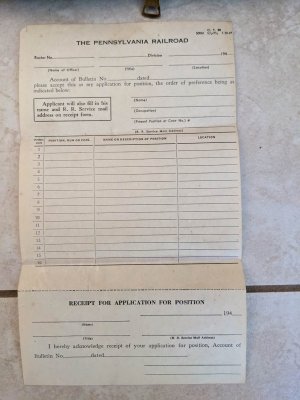 THE PENNSYLVANIA RAILROAD
Roster No. Division 194
(Name of Office) (Title) (Location)
Account of Bulletin No. dated
please accept this as my application for position, the order of preference being as
indicated below:
Applicant will also fill in his
name and R. R. Service mail
address on receipt form.
(Name)
(Occupation)
(Present Position or Crew No.)
(R. R. Service Mail Address)
POSITION, RUN OR POOL NAME OR DESCRIPTION OF POSITION LOCATION
1
2
3
4
5
6
7
8
9
10
11
12
13
14
15
16
RECEIPT FOR APPLICATION FOR POSITION
194
(Name)
(Title) (R. R. Service Mail Address)
I hereby acknowledge receipt of your application for position, Account of
Bulletin No. dated